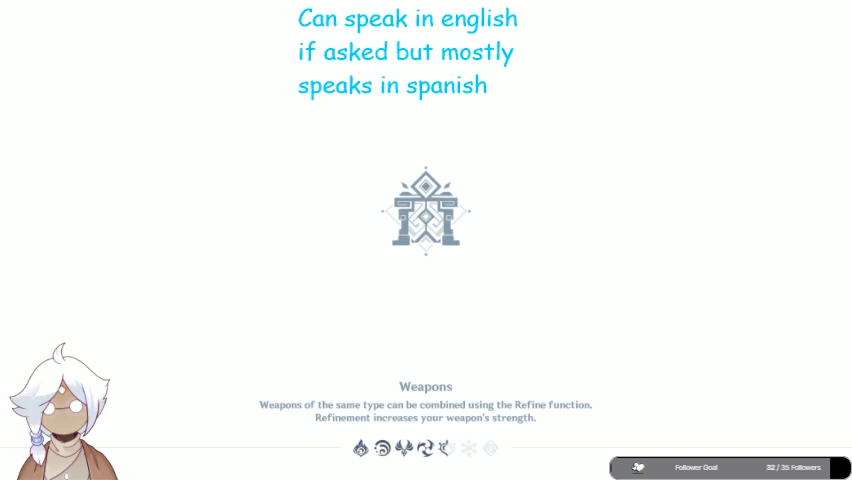 Can speak in english
if asked but mostly
speaks in spanish
Weapons
Weapons of the same type can be combined using the Refine function.
Refinement increases your weapon's strength.
Follower Goal
32 / 35 Followers